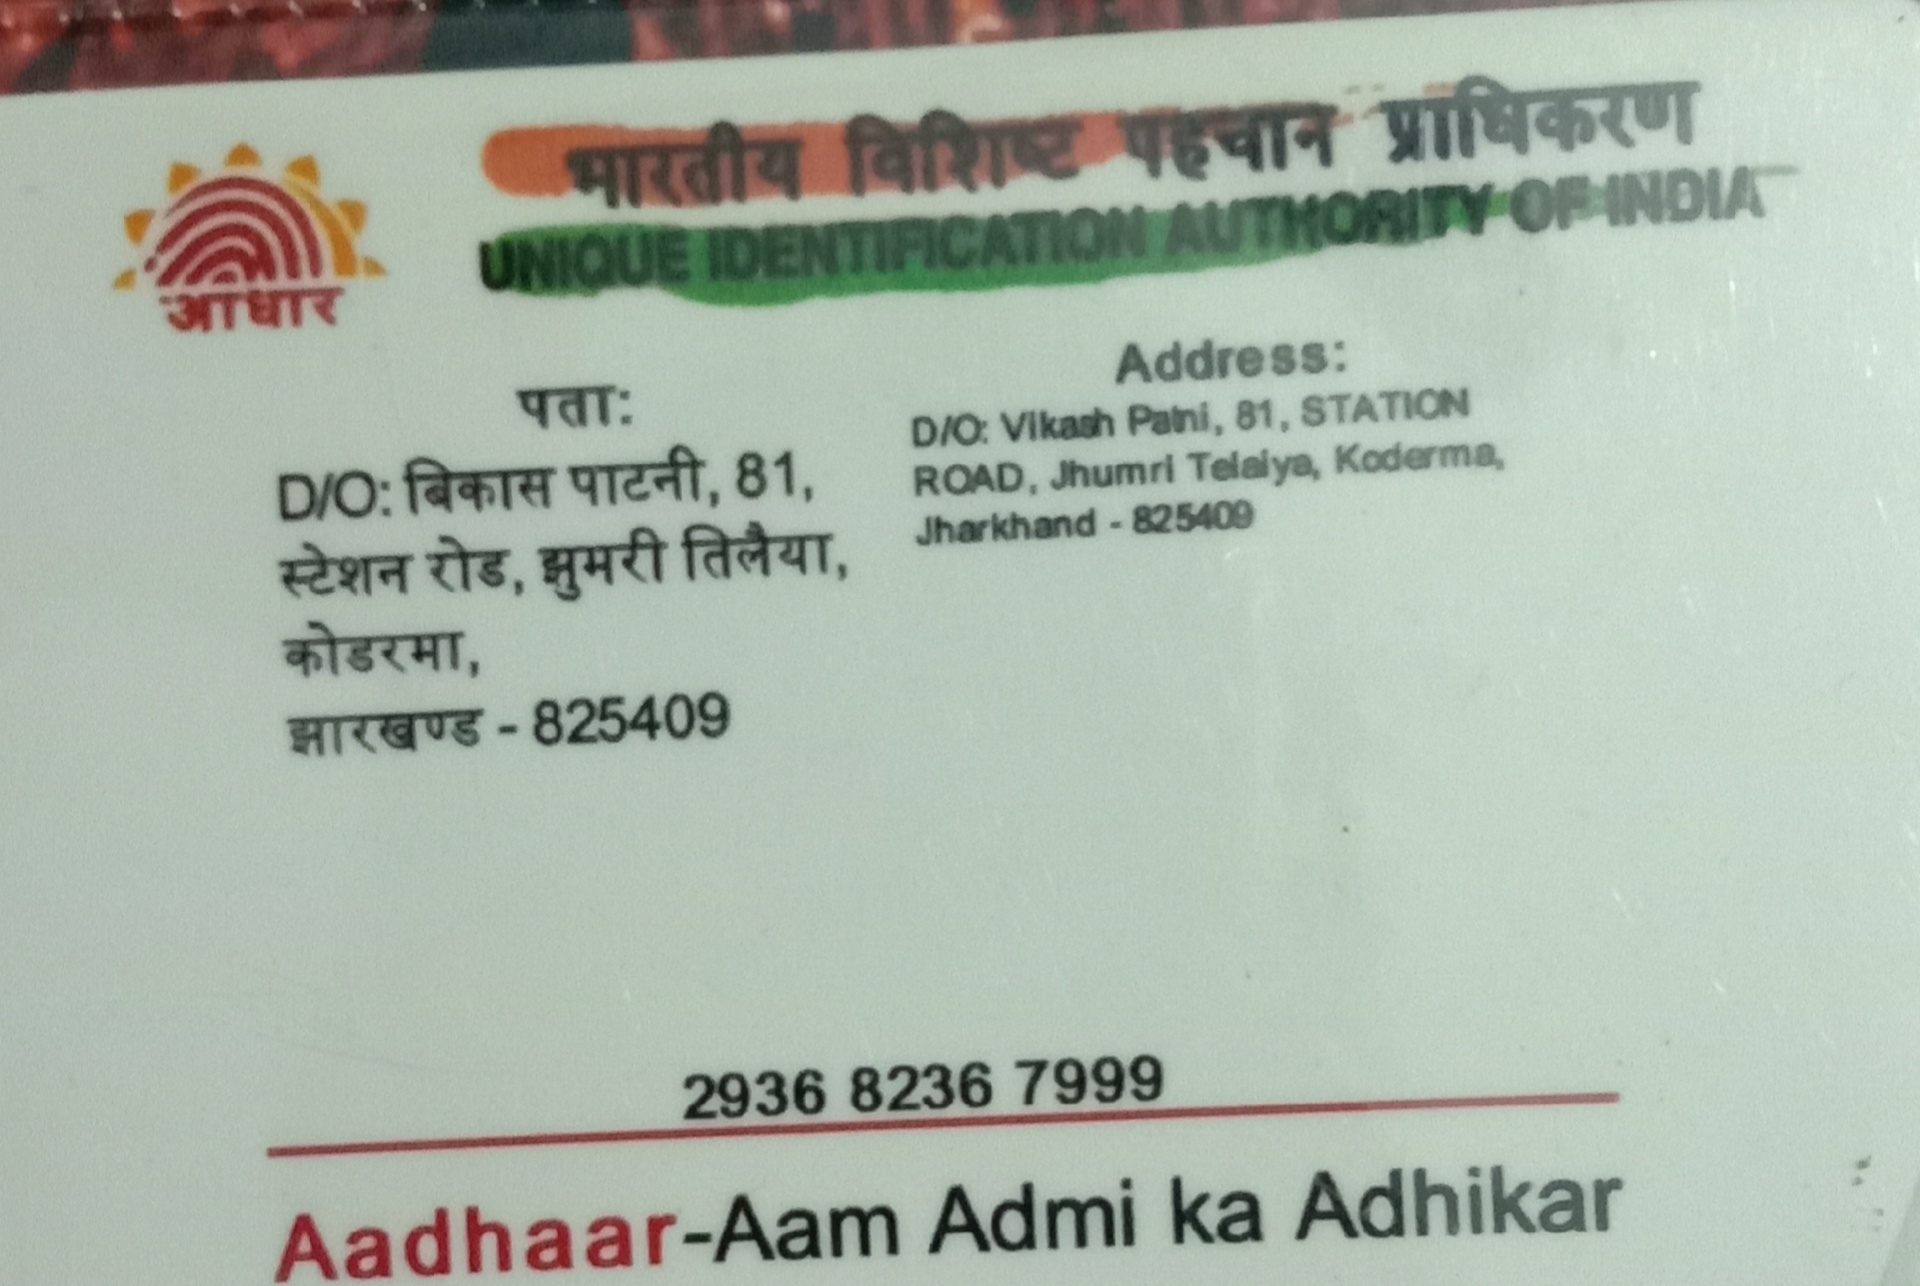 भारतीय विशिष्ट पहचान प्राधिकरण
UNIQUE IDENTIFICATION AUTHORITY OF INDIA
आधार
पता:
D/O: बिकास पाटनी, 81,
स्टेशन रोड, झुमरी तिलैया,
कोडरमा,
झारखण्ड - 825409
Address:
D/O: Vikash Patni, 81, STATION
ROAD, Jhumri Telaiya, Koderma,
Jharkhand - 825409
2936 8236 7999
Aadhaar-Aam Admi ka Adhikar